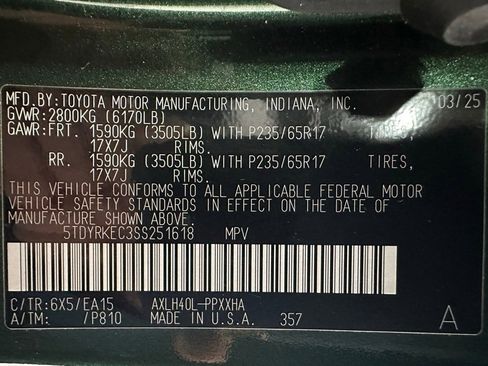 MFD.BY:TOYOTA MOTOR MANUFACTURING, INDIANA, INC. 03/25
GVWR:2800KG (6170LB)
GAWR:FRT. 1590KG (3505LB) WITH P235/65R17 TIRES,
17X7J RIMS.
RR. 1590KG (3505LB) WITH P235/65R17 TIRES,
17X7J RIMS.
THIS VEHICLE CONFORMS TO ALL APPLICABLE FEDERAL MOTOR
VEHICLE SAFETY STANDARDS IN EFFECT ON THE DATE OF
MANUFACTURE SHOWN ABOVE.
5TDYRKEC3SS251618 MPV
C/TR:6X5/EA15 AXLH40L-PPXXHA
A/TM: /P810 MADE IN U.S.A. 357 A